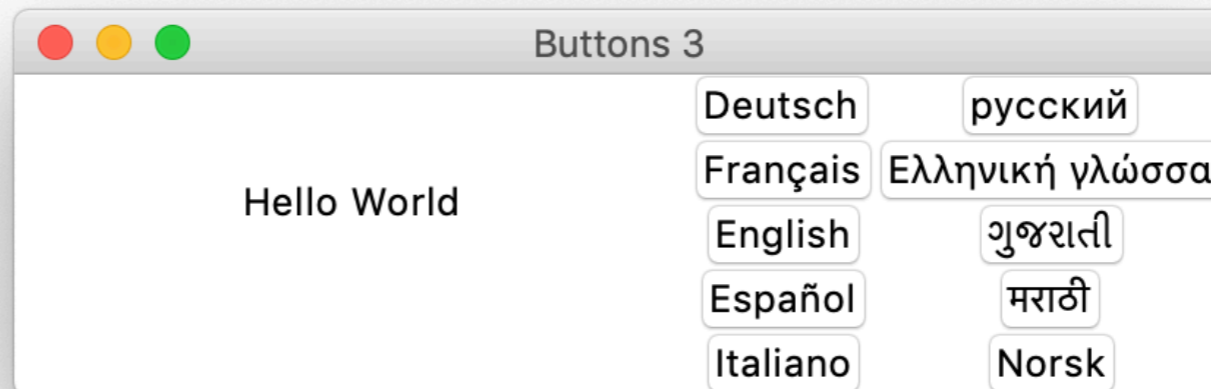 Buttons 3
Deutsch русский
Français Ελληνική γλώσσα
Hello World
English ગુજરાતી
Español मराठी
Italiano Norsk